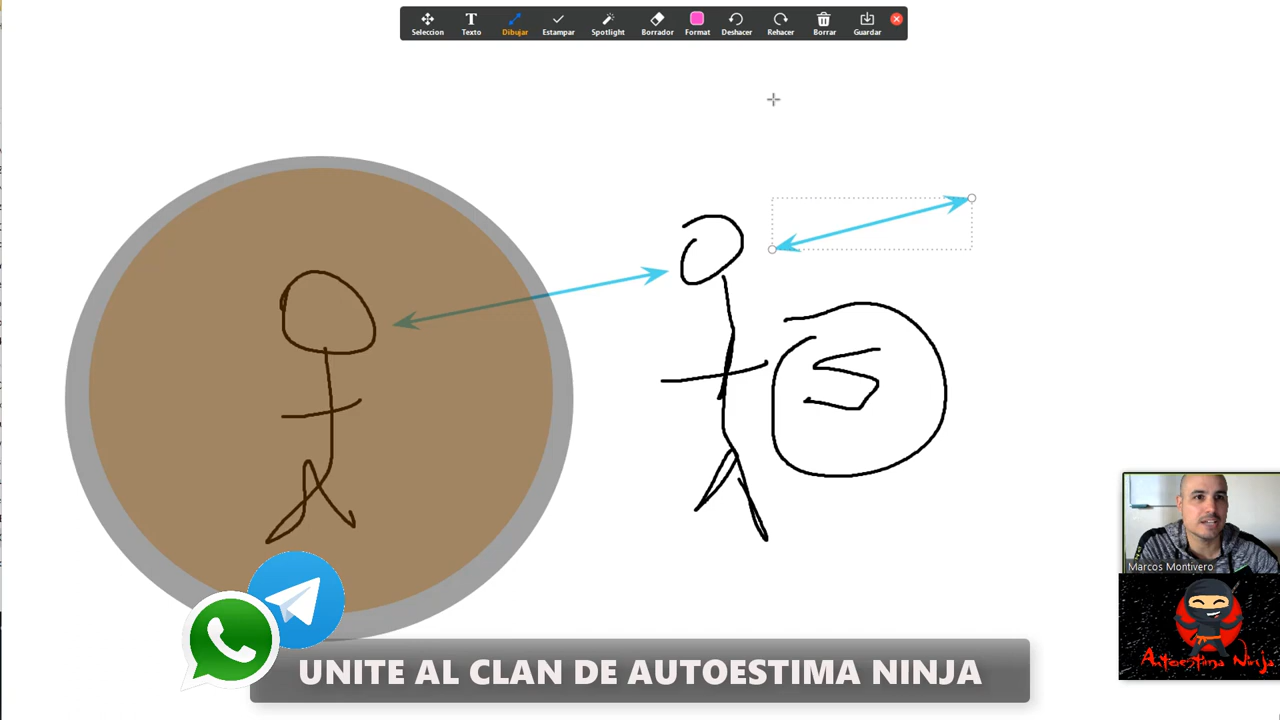 Seleccion Texto Dibujar Estampar Spotlight Borrador Format Deshacer Rehacer Borrar Guardar
S
Marcos Montivero
Autoestima Ninja
UNITE AL CLAN DE AUTOESTIMA NINJA